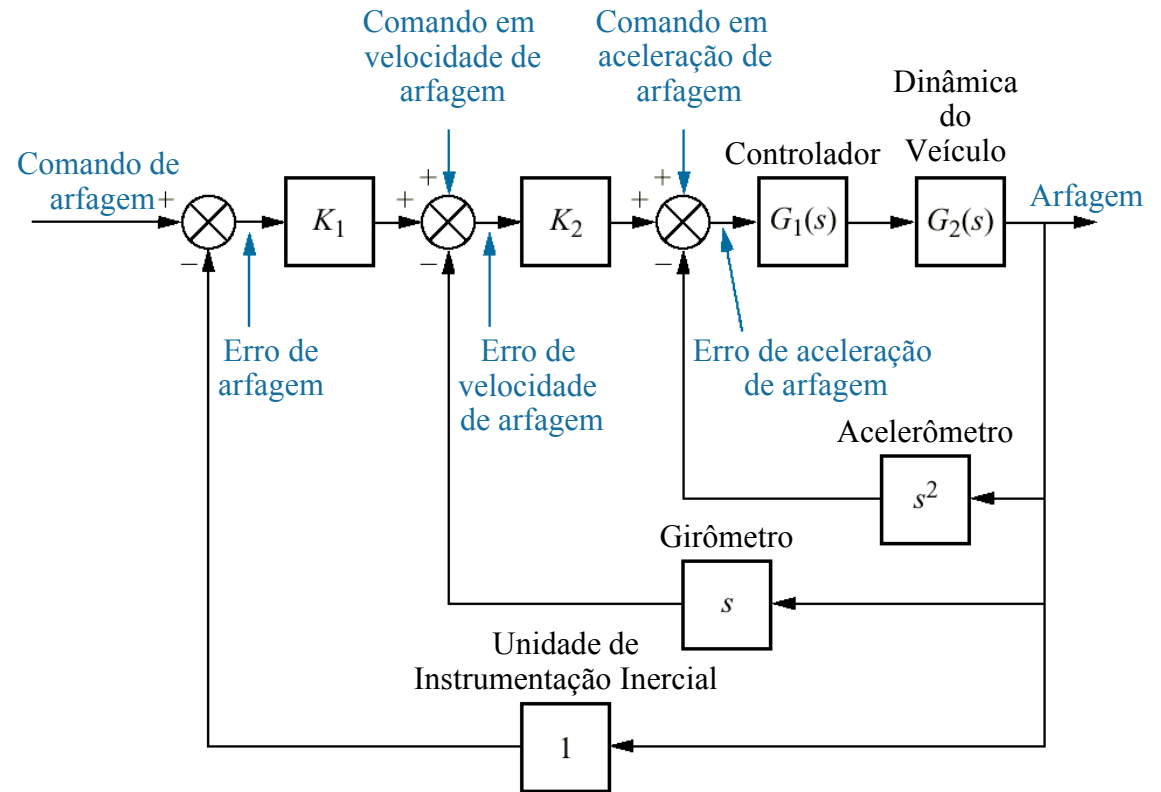 Comando em
velocidade de
arfagem
Comando em
aceleração de
arfagem
Dinâmica
do
Veículo
Controlador
Comando de
arfagem
Arfagem
+
−
K₁
+
+
−
K₂
+
+
−
G₁(s)
G₂(s)
Erro de
arfagem
Erro de
velocidade
de arfagem
Erro de aceleração
de arfagem
Acelerômetro
s²
Girômetro
s
Unidade de
Instrumentação Inercial
1